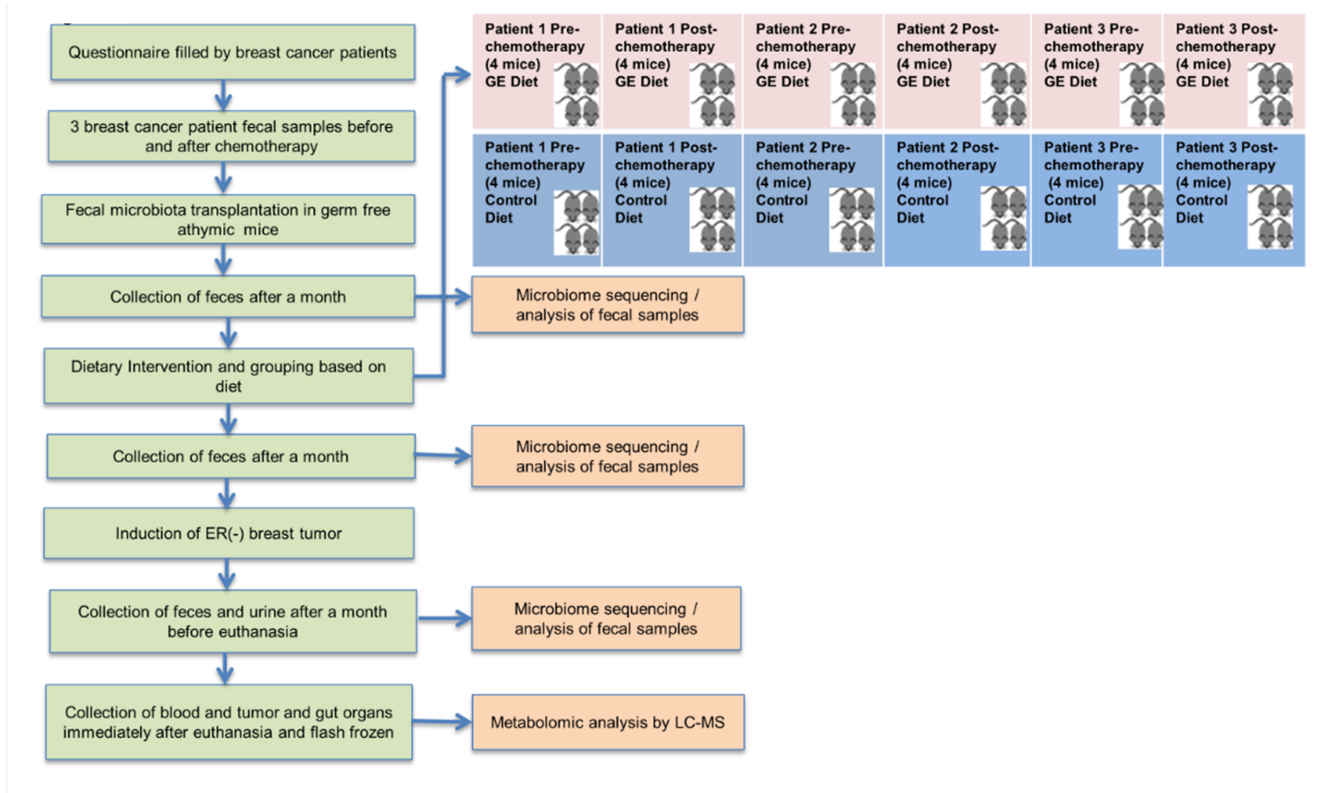 Questionnaire filled by breast cancer patients
3 breast cancer patient fecal samples before
and after chemotherapy
Fecal microbiota transplantation in germ free
athymic mice
Collection of feces after a month
Dietary Intervention and grouping based on
diet
Collection of feces after a month
Induction of ER(-) breast tumor
Collection of feces and urine after a month
before euthanasia
Collection of blood and tumor and gut organs
immediately after euthanasia and flash frozen
Patient 1 Pre-
chemotherapy
(4 mice)
GE Diet
Patient 1 Post-
chemotherapy
(4 mice)
GE Diet
Patient 2 Pre-
chemotherapy
(4 mice)
GE Diet
Patient 2 Post-
chemotherapy
(4 mice)
GE Diet
Patient 3 Pre-
chemotherapy
(4 mice)
GE Diet
Patient 3 Post-
chemotherapy
(4 mice)
GE Diet
Patient 1 Pre-
chemotherapy
(4 mice)
Control
Diet
Patient 1 Post-
chemotherapy
(4 mice)
Control
Diet
Patient 2 Pre-
chemotherapy
(4 mice)
Control
Diet
Patient 2 Post-
chemotherapy
(4 mice)
Control
Diet
Patient 3 Pre-
chemotherapy
(4 mice)
Control
Diet
Patient 3 Post-
chemotherapy
(4 mice)
Control
Diet
Microbiome sequencing /
analysis of fecal samples
Microbiome sequencing /
analysis of fecal samples
Microbiome sequencing /
analysis of fecal samples
Metabolomic analysis by LC-MS